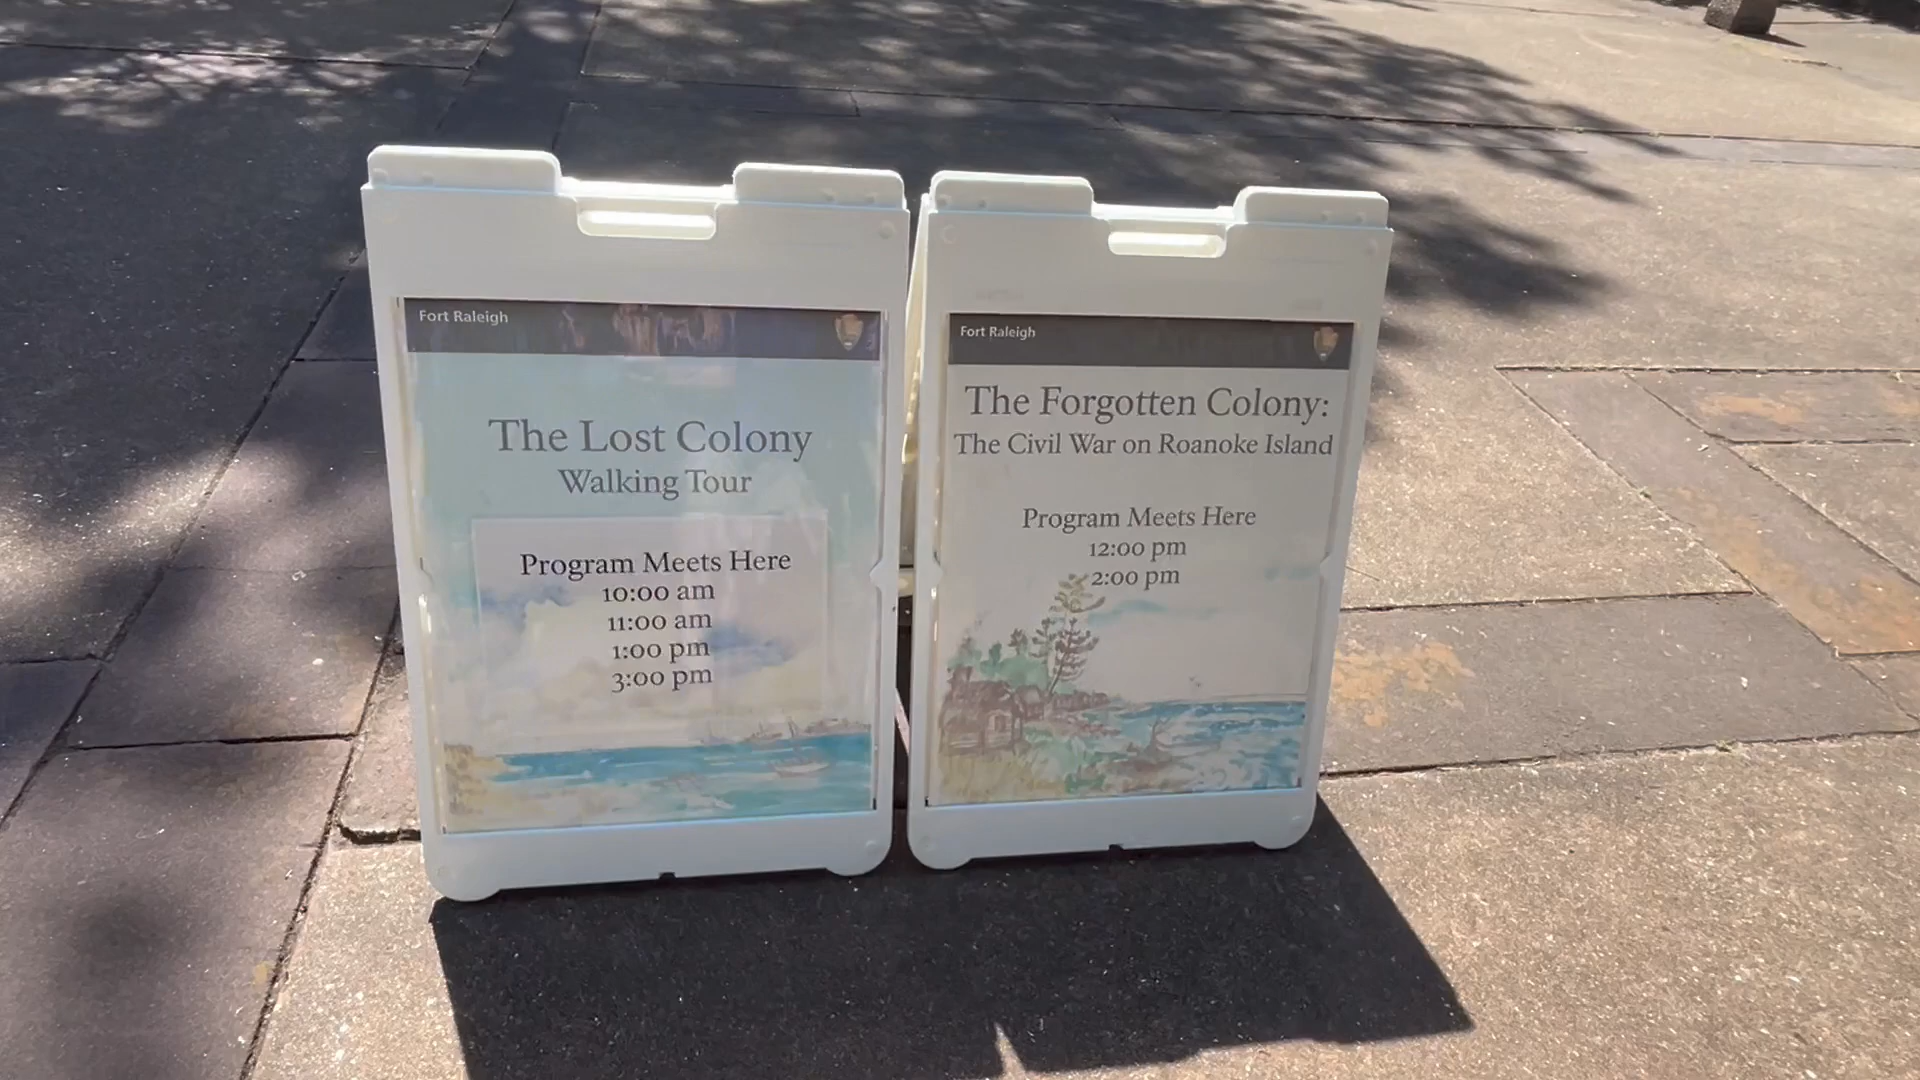 Fort Raleigh
The Lost Colony
Walking Tour
Program Meets Here
10:00 am
11:00 am
1:00 pm
3:00 pm
Fort Raleigh
The Forgotten Colony:
The Civil War on Roanoke Island
Program Meets Here
12:00 pm
2:00 pm